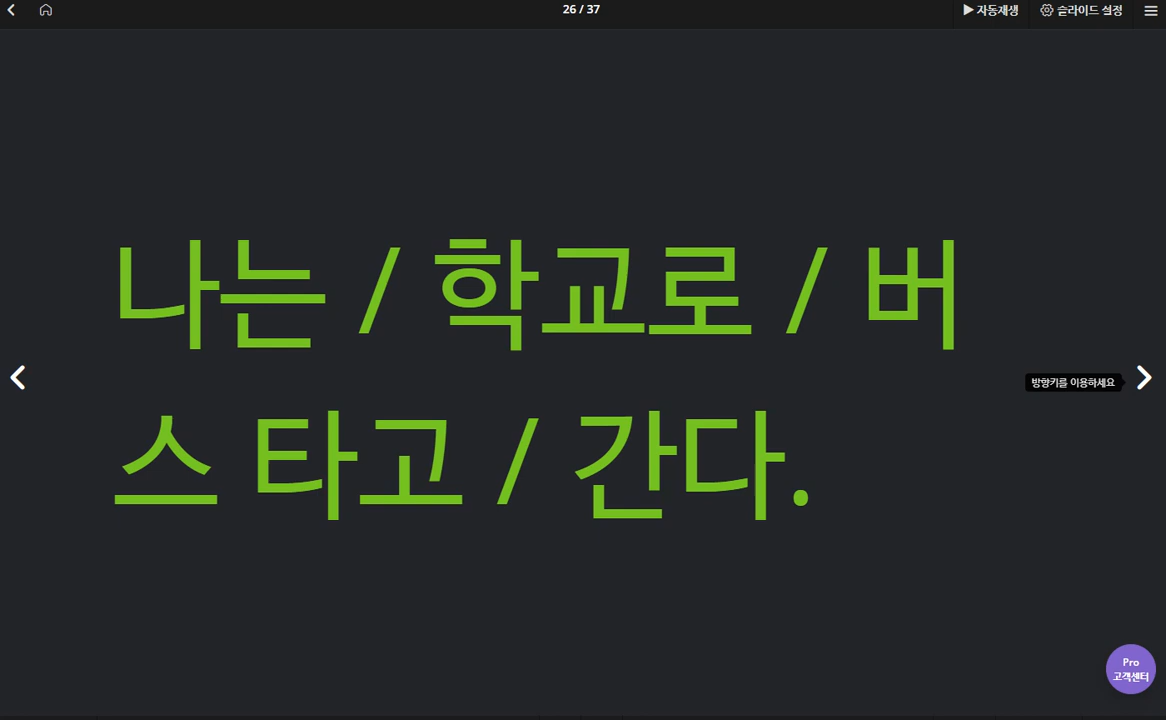 26 / 37
자동재생
슬라이드 설정
나는 / 학교로 / 버
스 타고 / 간다.
방향키를 이용하세요
Pro
고객센터